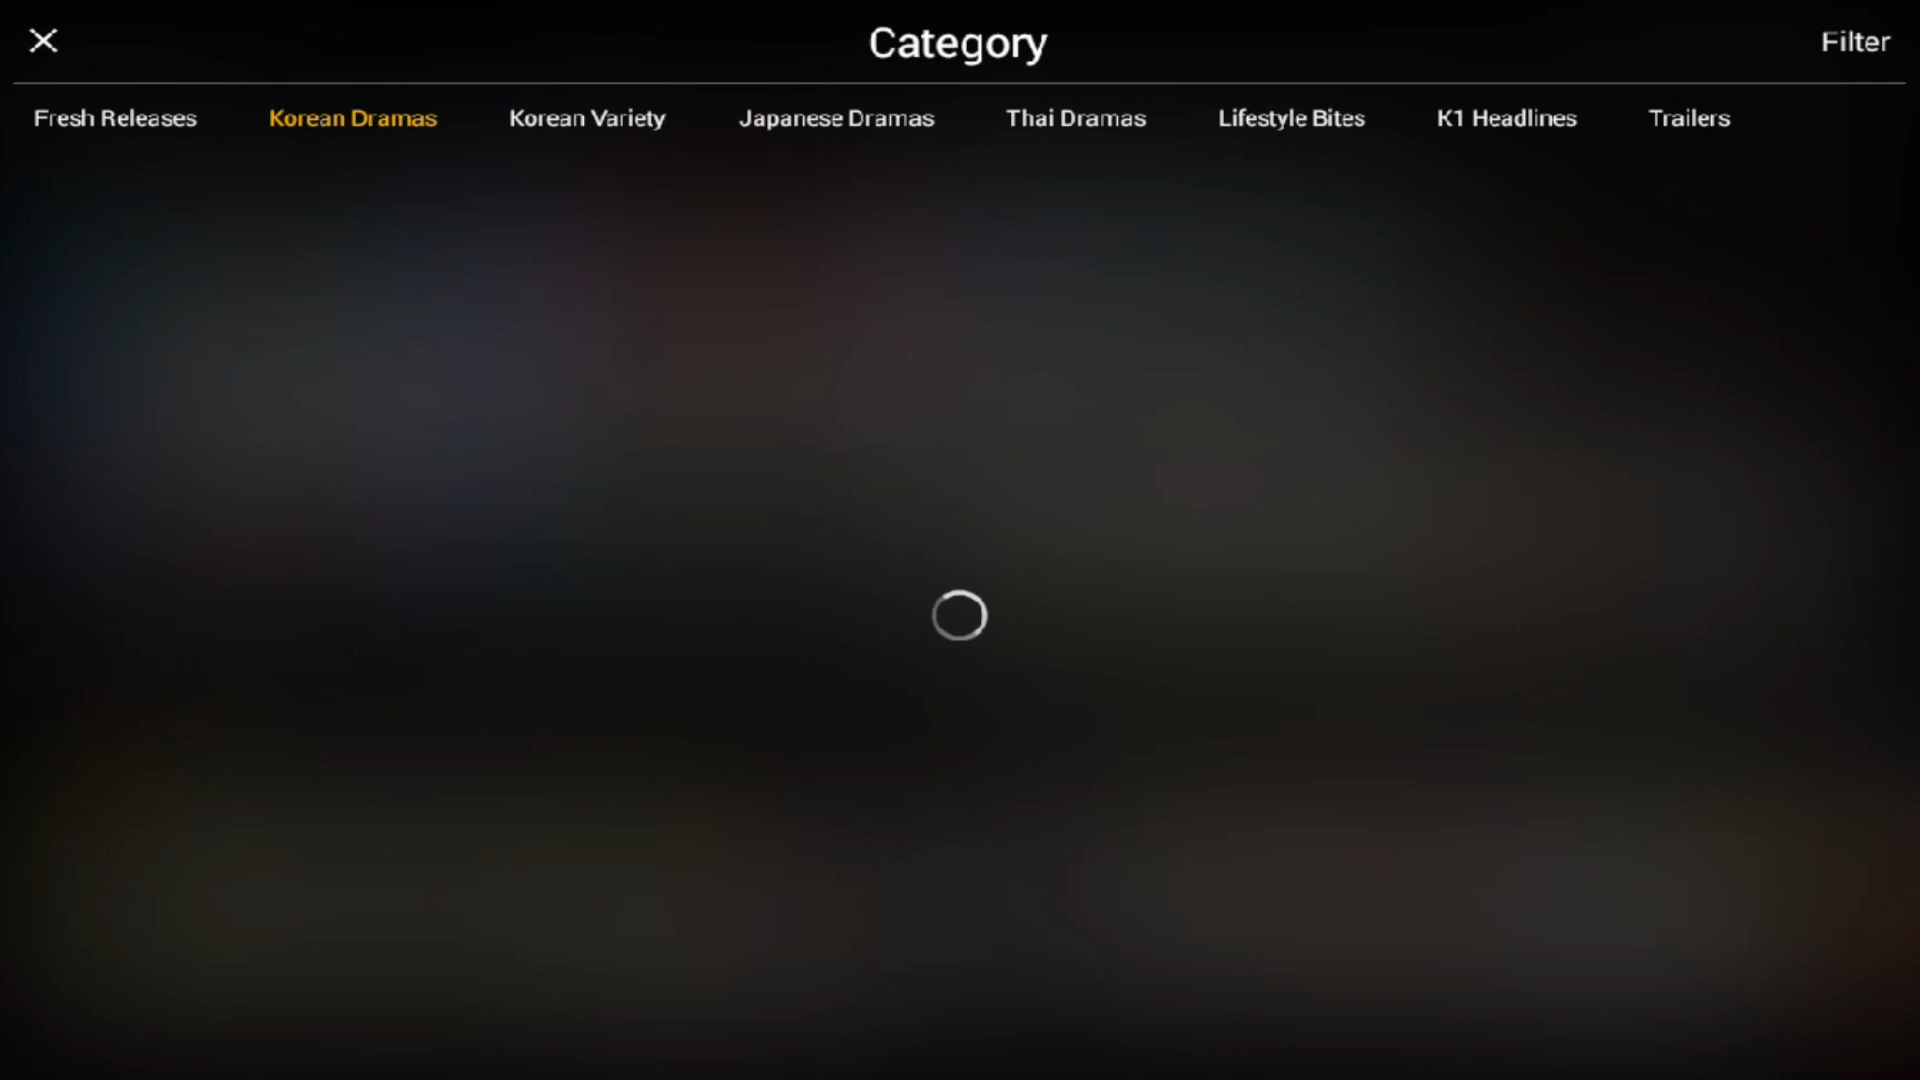 Category
Filter
Fresh Releases
Korean Dramas
Korean Variety
Japanese Dramas
Thai Dramas
Lifestyle Bites
K1 Headlines
Trailers